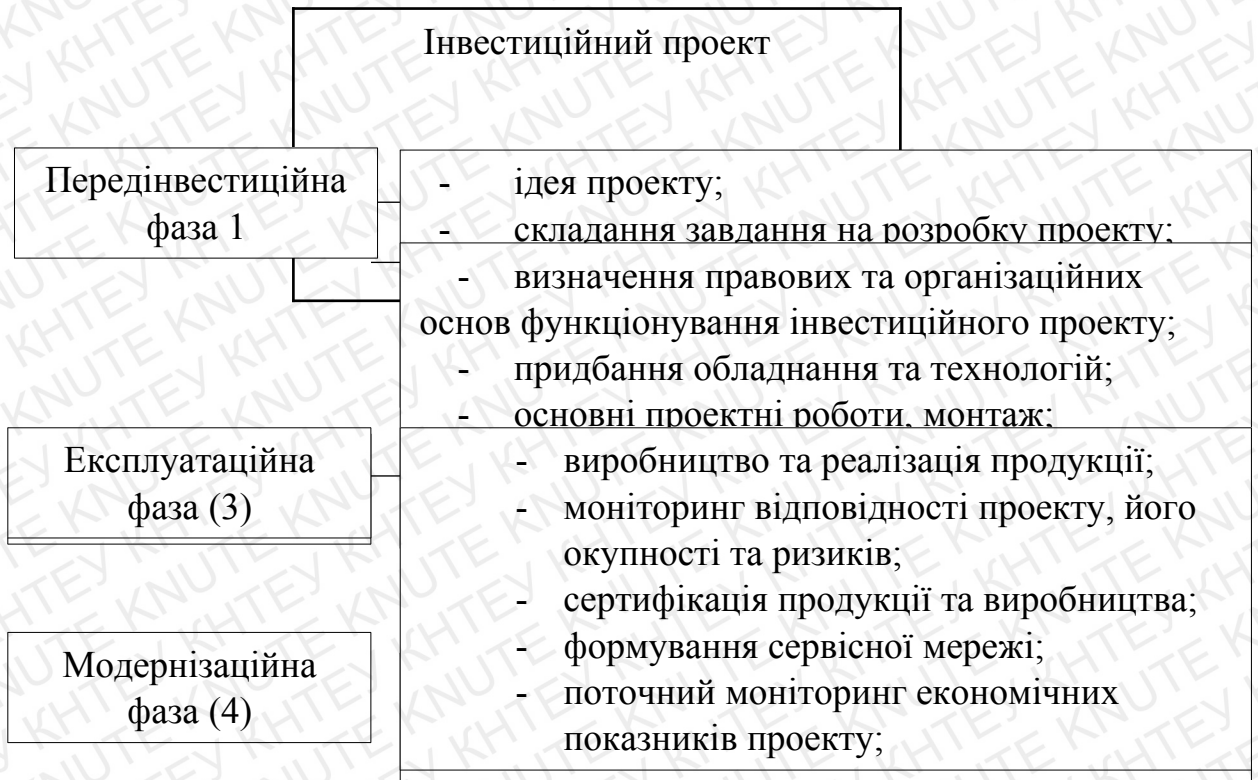 Інвестиційний проект
Передінвестиційна
фаза 1
- ідея проекту;
- складання завдання на розробку проекту;
- визначення правових та організаційних
основ функціонування інвестиційного проекту;
- придбання обладнання та технологій;
- основні проектні роботи, монтаж;
Експлуатаційна
фаза (3)
- виробництво та реалізація продукції;
- моніторинг відповідності проекту, його
окупності та ризиків;
- сертифікація продукції та виробництва;
- формування сервісної мережі;
- поточний моніторинг економічних
показників проекту;
Модернізаційна
фаза (4)